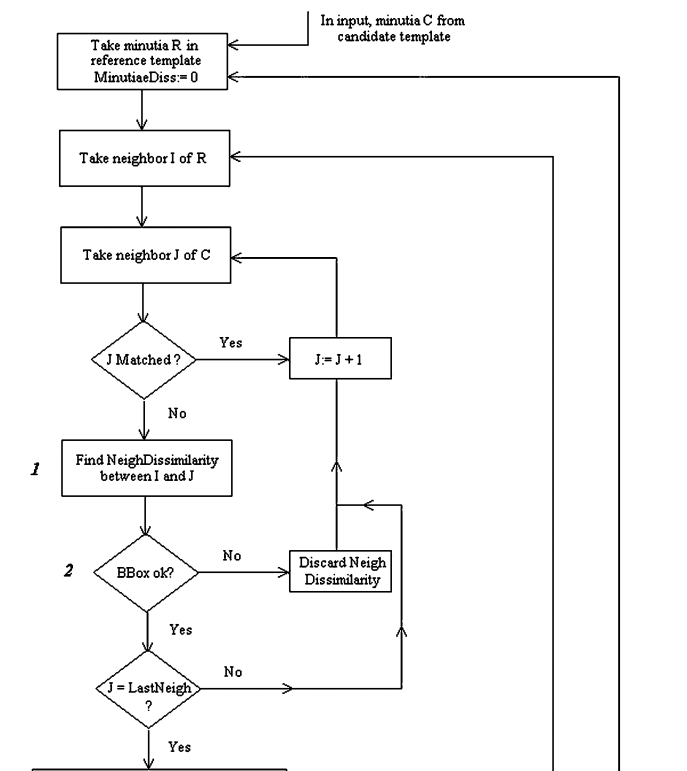 In input, minutia C from
candidate template
Take minutia R in
reference template
MinutiaeDiss:= 0
Take neighbor I of R
Take neighbor J of C
J Matched ?
Yes
J:= J + 1
No
1
Find NeighDissimilarity
between I and J
2
BBox ok?
No
Discard Neigh
Dissimilarity
Yes
J = LastNeigh
?
No
Yes